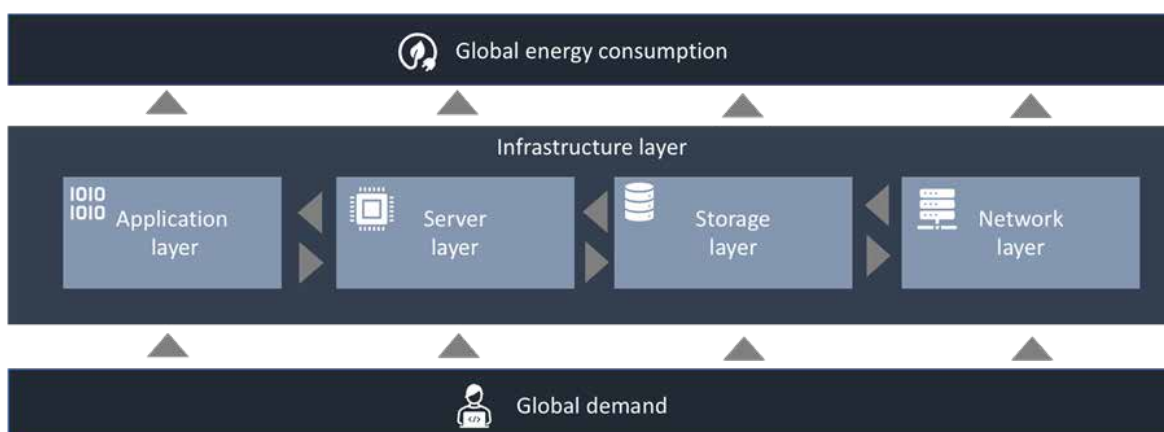 Global energy consumption
Infrastructure layer
1010
1010
Application
layer
Server
layer
Storage
layer
Network
layer
</>
Global demand